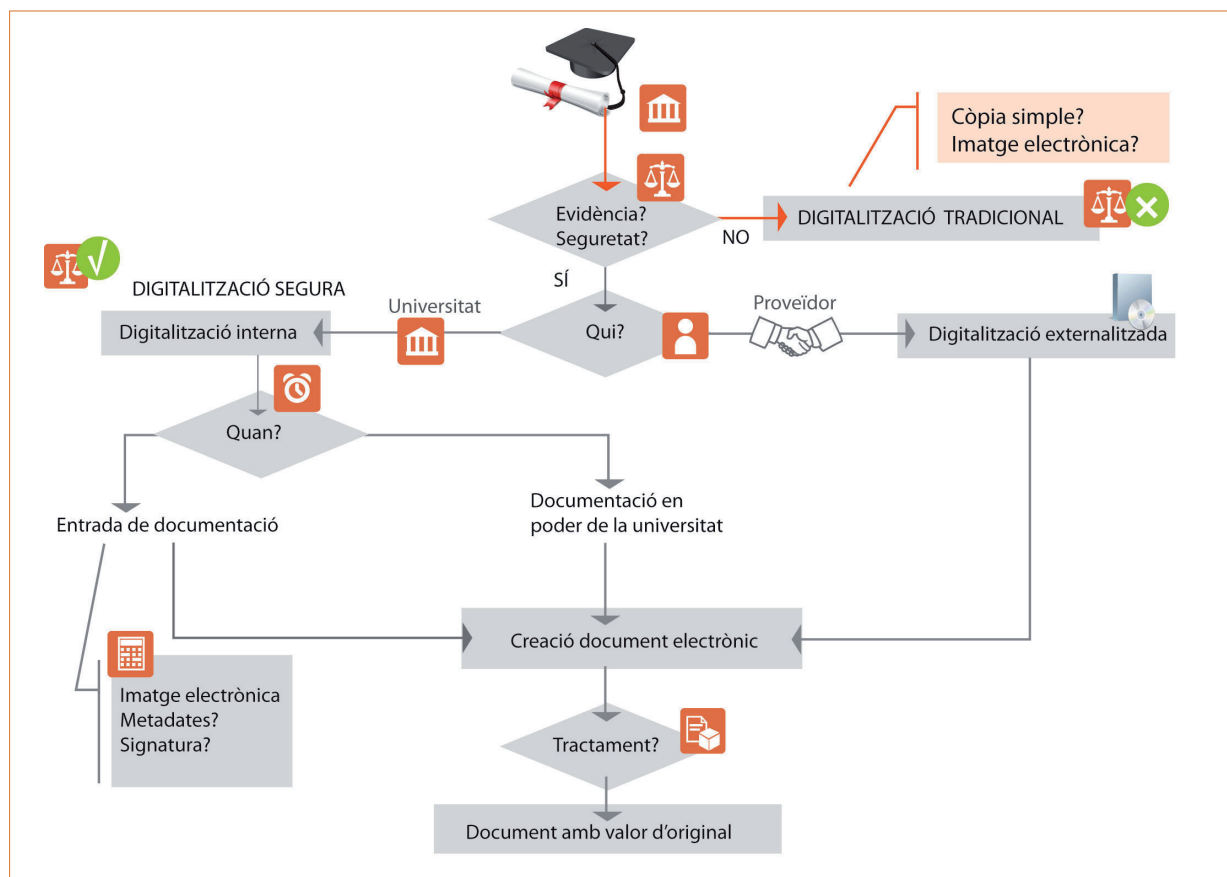 Còpia simple?
Imatge electrònica?
Evidència?
Seguretat?
NO
DIGITALITZACIÓ TRADICIONAL
SÍ
DIGITALITZACIÓ SEGURA
Universitat
Proveïdor
Digitalització interna
Qui?
Digitalització externalitzada
Quan?
Entrada de documentació
Documentació en
poder de la universitat
Creació document electrònic
Imatge electrònica
Metadates?
Signatura?
Tractament?
Document amb valor d'original